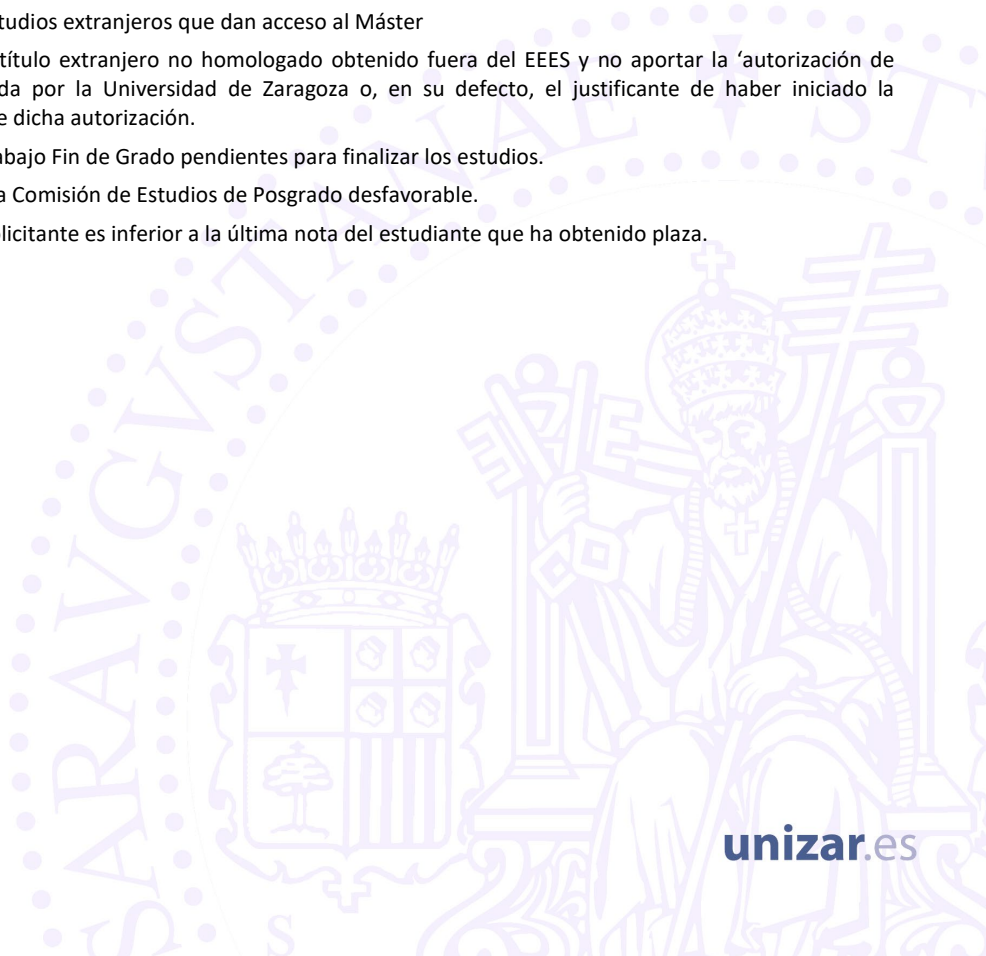 tudios extranjeros que dan acceso al Máster
título extranjero no homologado obtenido fuera del EEES y no aportar la ‘autorización de
da por la Universidad de Zaragoza o, en su defecto, el justificante de haber iniciado la
e dicha autorización.
abajo Fin de Grado pendientes para finalizar los estudios.
a Comisión de Estudios de Posgrado desfavorable.
licitante es inferior a la última nota del estudiante que ha obtenido plaza.
SARAVGVSTANAE ST
S
unizar.es